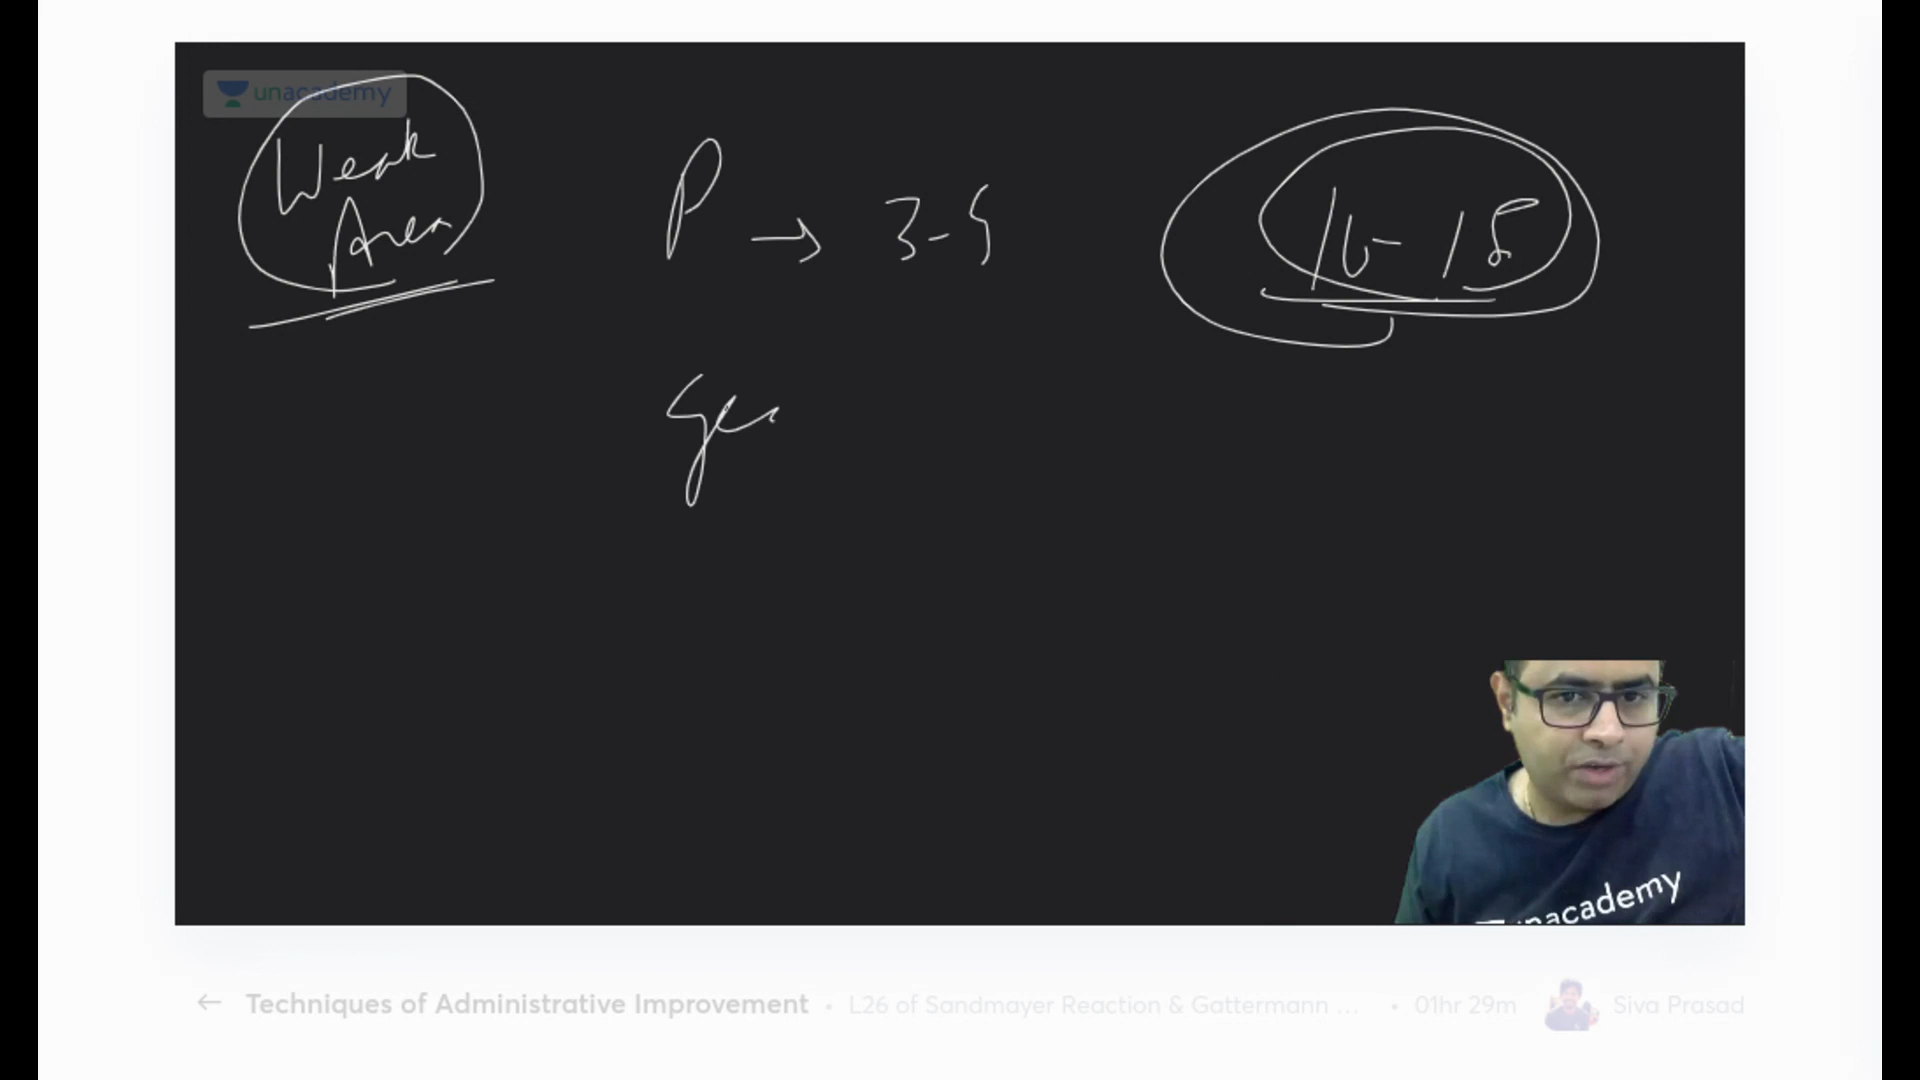 unacademy
Weak
Area
P → 3-5
16-18
unacademy
Techniques of Administrative Improvement • L26 of Sandmayer Reaction & Gattermann ... • 01hr 29m Siva Prasad